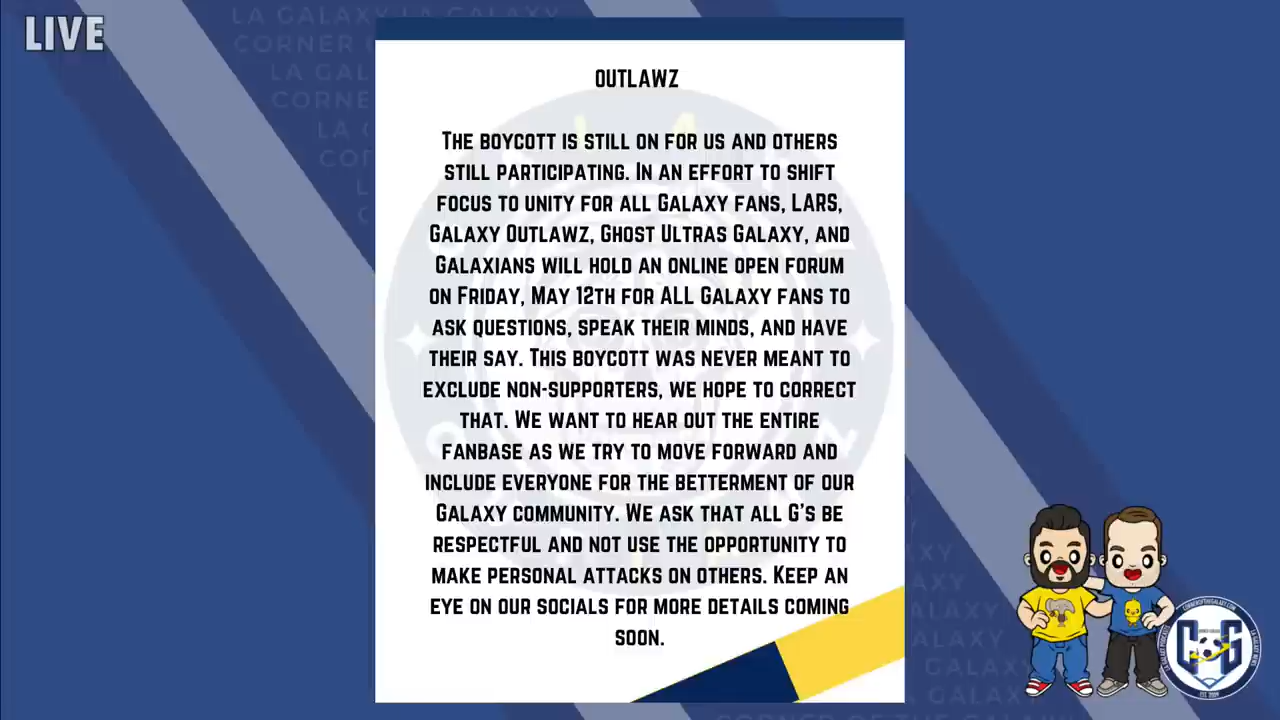 LIVE
OUTLAWZ
THE BOYCOTT IS STILL ON FOR US AND OTHERS
STILL PARTICIPATING. IN AN EFFORT TO SHIFT
FOCUS TO UNITY FOR ALL GALAXY FANS, LARS,
GALAXY OUTLAWZ, GHOST ULTRAS GALAXY, AND
GALAXIANS WILL HOLD AN ONLINE OPEN FORUM
ON FRIDAY, MAY 12TH FOR ALL GALAXY FANS TO
ASK QUESTIONS, SPEAK THEIR MINDS, AND HAVE
THEIR SAY. THIS BOYCOTT WAS NEVER MEANT TO
EXCLUDE NON-SUPPORTERS, WE HOPE TO CORRECT
THAT. WE WANT TO HEAR OUT THE ENTIRE
FANBASE AS WE TRY TO MOVE FORWARD AND
INCLUDE EVERYONE FOR THE BETTERMENT OF OUR
GALAXY COMMUNITY. WE ASK THAT ALL G'S BE
RESPECTFUL AND NOT USE THE OPPORTUNITY TO
MAKE PERSONAL ATTACKS ON OTHERS. KEEP AN
EYE ON OUR SOCIALS FOR MORE DETAILS COMING
SOON.
LA GALAXY LA GALAXY
CORNER